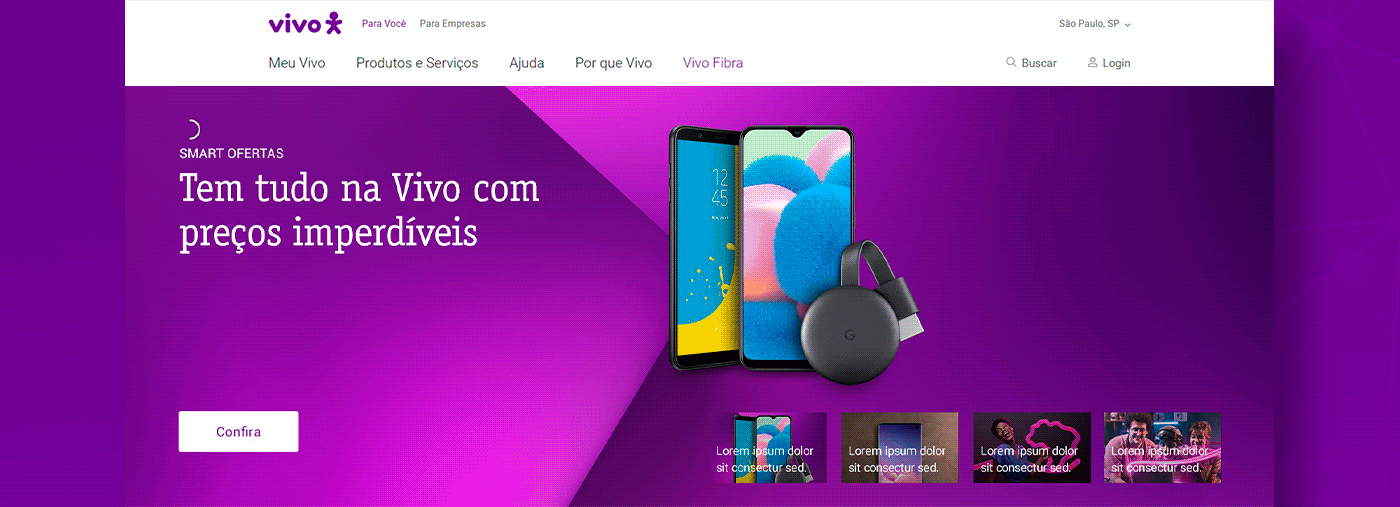 vivo
Para Você Para Empresas
São Paulo, SP
Meu Vivo Produtos e Serviços Ajuda Por que Vivo Vivo Fibra
Buscar Login
SMART OFERTAS
Tem tudo na Vivo com
preços imperdíveis
12
45
G
Confira
Lorem ipsum dolor
sit consectur sed.
Lorem ipsum dolor
sit consectur sed.
Lorem ipsum dolor
sit consectur sed.
Lorem ipsum dolor
sit consectur sed.